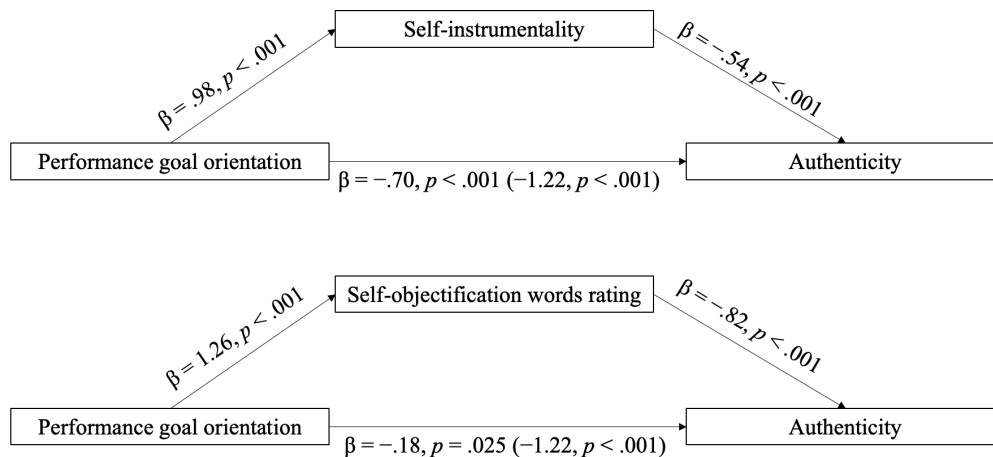 Self-instrumentality
β = .98, p < .001
β = −.54, p < .001
Performance goal orientation
Authenticity
β = −.70, p < .001 (−1.22, p < .001)
Self-objectification words rating
β = 1.26, p < .001
β = −.82, p < .001
Performance goal orientation
Authenticity
β = −.18, p = .025 (−1.22, p < .001)